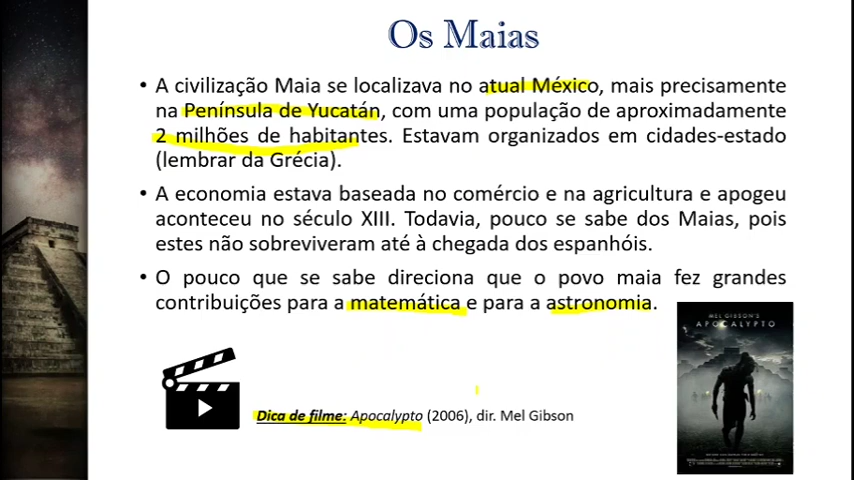 Os Maias
• A civilização Maia se localizava no atual México, mais precisamente
na Península de Yucatán, com uma população de aproximadamente
2 milhões de habitantes. Estavam organizados em cidades-estado
(lembrar da Grécia).
• A economia estava baseada no comércio e na agricultura e apogeu
aconteceu no século XIII. Todavia, pouco se sabe dos Maias, pois
estes não sobreviveram até à chegada dos espanhóis.
• O pouco que se sabe direciona que o povo maia fez grandes
contribuições para a matemática e para a astronomia.
MEL GIBSON'S
APOCALYPTO
Dica de filme: Apocalypto (2006), dir. Mel Gibson